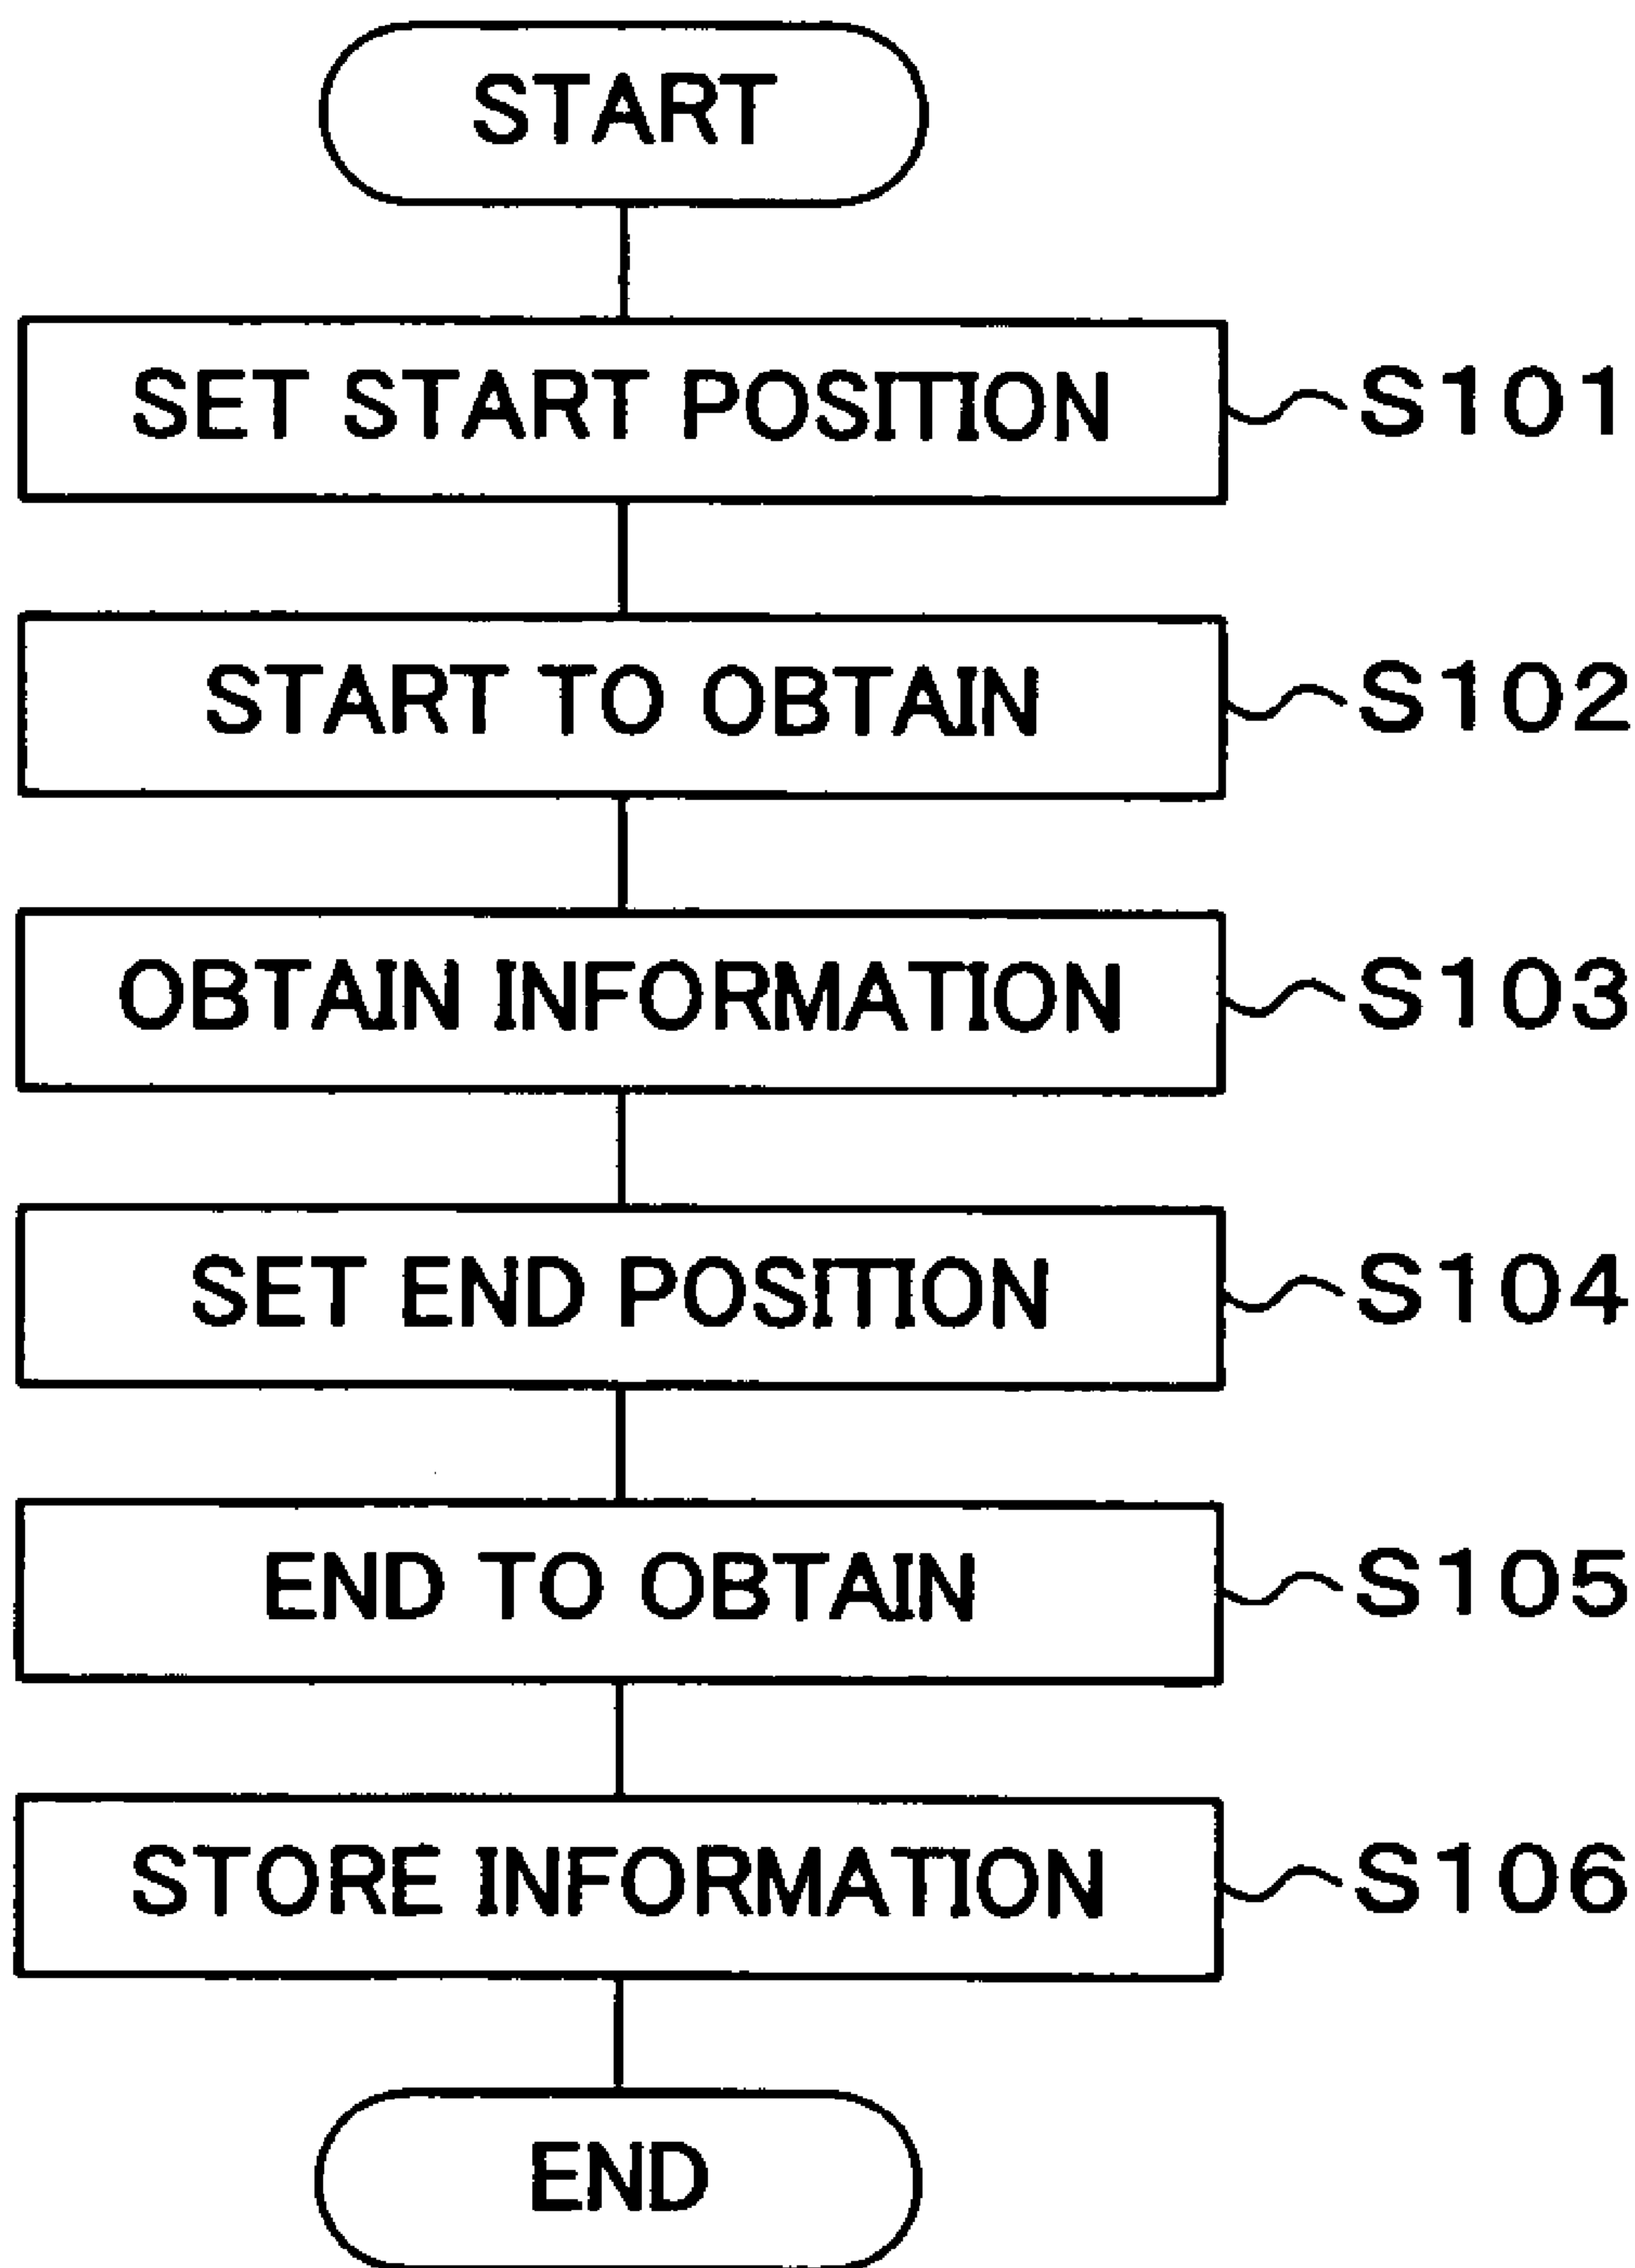 START
SET START POSITION S101
START TO OBTAIN S102
OBTAIN INFORMATION S103
SET END POSITION S104
END TO OBTAIN S105
STORE INFORMATION S106
END